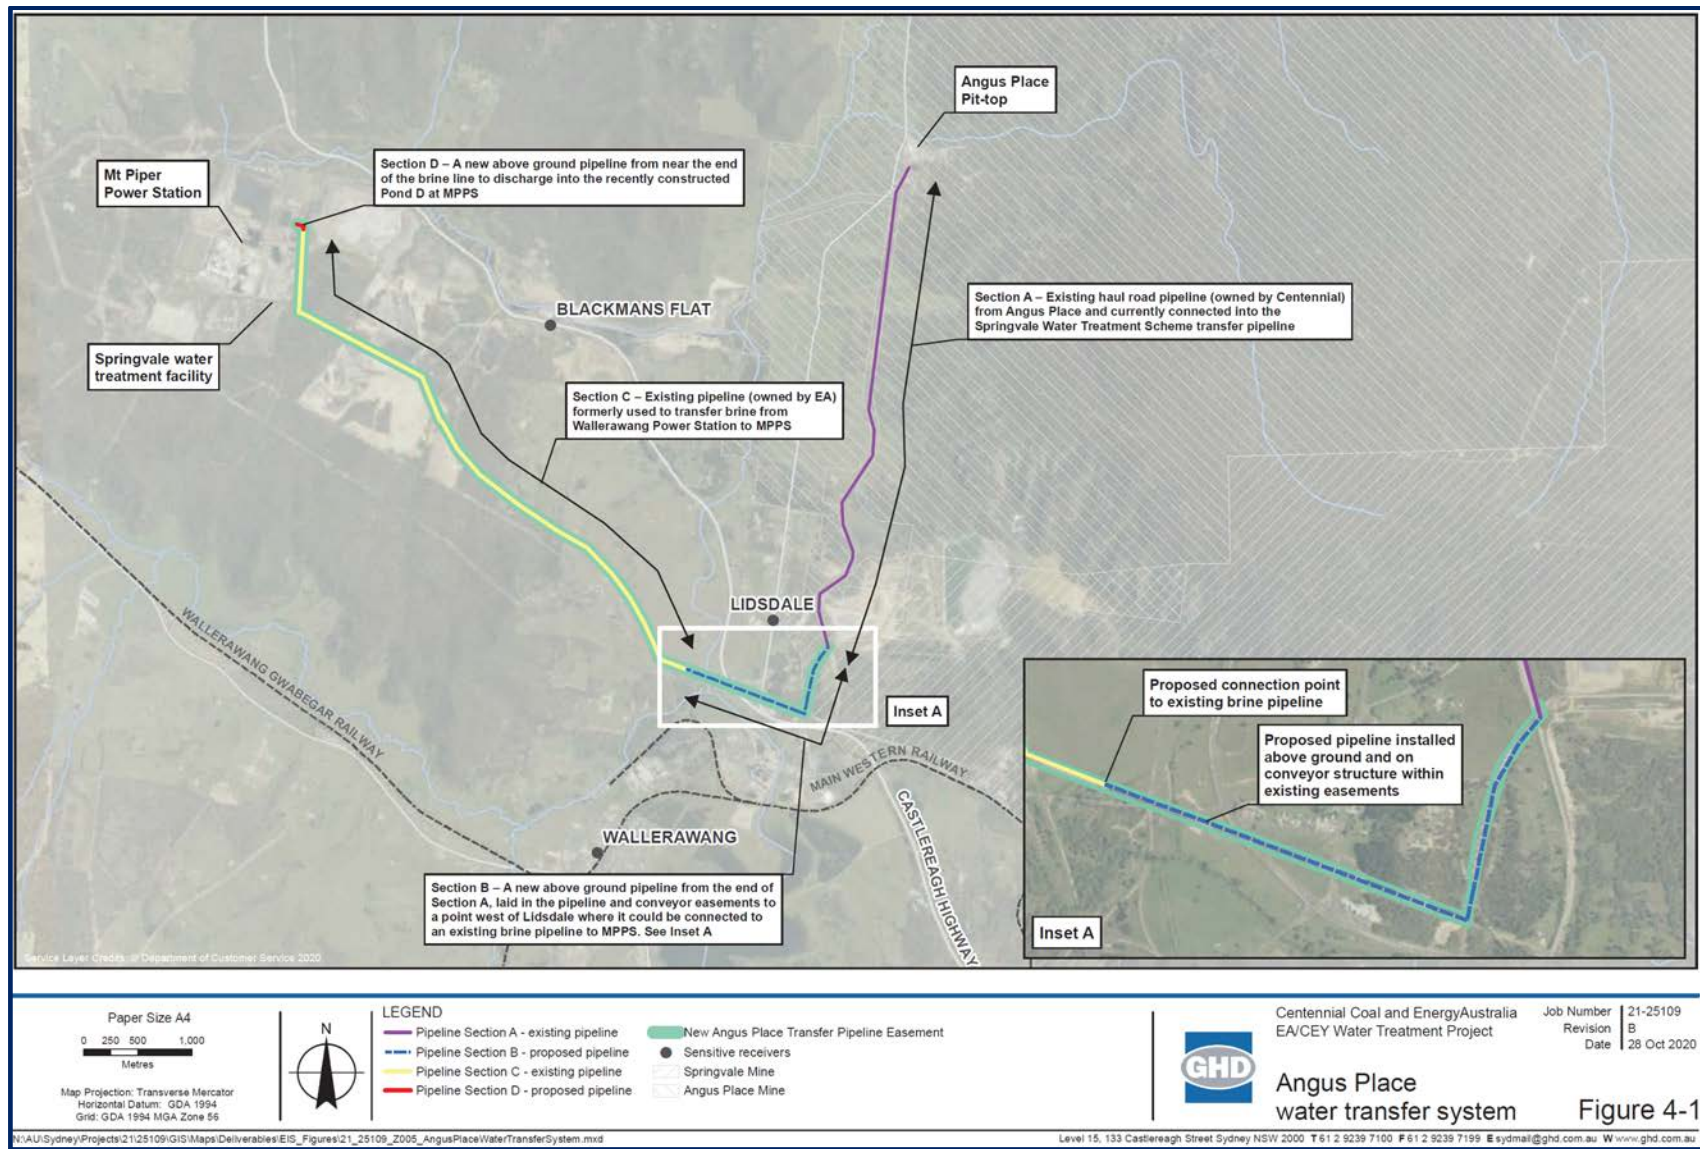 Angus Place
Pit-top
Mt Piper
Power Station
Section D – A new above ground pipeline from near the end
of the brine line to discharge into the recently constructed
Pond D at MPPS
Section A – Existing haul road pipeline (owned by Centennial)
from Angus Place and currently connected into the
Springvale Water Treatment Scheme transfer pipeline
BLACKMANS FLAT
Springvale water
treatment facility
Section C – Existing pipeline (owned by EA)
formerly used to transfer brine from
Wallerawang Power Station to MPPS
LIDSDALE
WALLERAWANG GWABEGAR RAILWAY
Inset A
MAIN WESTERN RAILWAY
CASTLEREAGH HIGHWAY
WALLERAWANG
Section B – A new above ground pipeline from the end of
Section A, laid in the pipeline and conveyor easements to
a point west of Lidsdale where it could be connected to
an existing brine pipeline to MPPS. See Inset A
Proposed connection point
to existing brine pipeline
Proposed pipeline installed
above ground and on
conveyor structure within
existing easements
Inset A
Service Layer Credits: © Department of Customer Service 2020
Paper Size A4
0 250 500 1,000
Metres
Map Projection: Transverse Mercator
Horizontal Datum: GDA 1994
Grid: GDA 1994 MGA Zone 56
N
LEGEND
Pipeline Section A - existing pipeline
Pipeline Section B - proposed pipeline
Pipeline Section C - existing pipeline
Pipeline Section D - proposed pipeline
New Angus Place Transfer Pipeline Easement
Sensitive receivers
Springvale Mine
Angus Place Mine
GHD
Centennial Coal and EnergyAustralia
EA/CEY Water Treatment Project
Angus Place
water transfer system
Job Number 21-25109
Revision B
Date 28 Oct 2020
Figure 4-1
N:\AU\Sydney\Projects\21\25109\GIS\Maps\Deliverables\EIS_Figures\21_25109_Z005_AngusPlaceWaterTransferSystem.mxd
Level 15, 133 Castlereagh Street Sydney NSW 2000 T 61 2 9239 7100 F 61 2 9239 7199 E sydmail@ghd.com.au W www.ghd.com.au